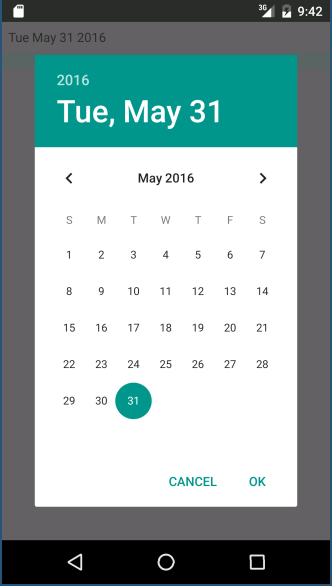 3G 9:42
Tue May 31 2016
2016
Tue, May 31
May 2016
S M T W T F S
1 2 3 4 5 6 7
8 9 10 11 12 13 14
15 16 17 18 19 20 21
22 23 24 25 26 27 28
29 30 31
CANCEL OK